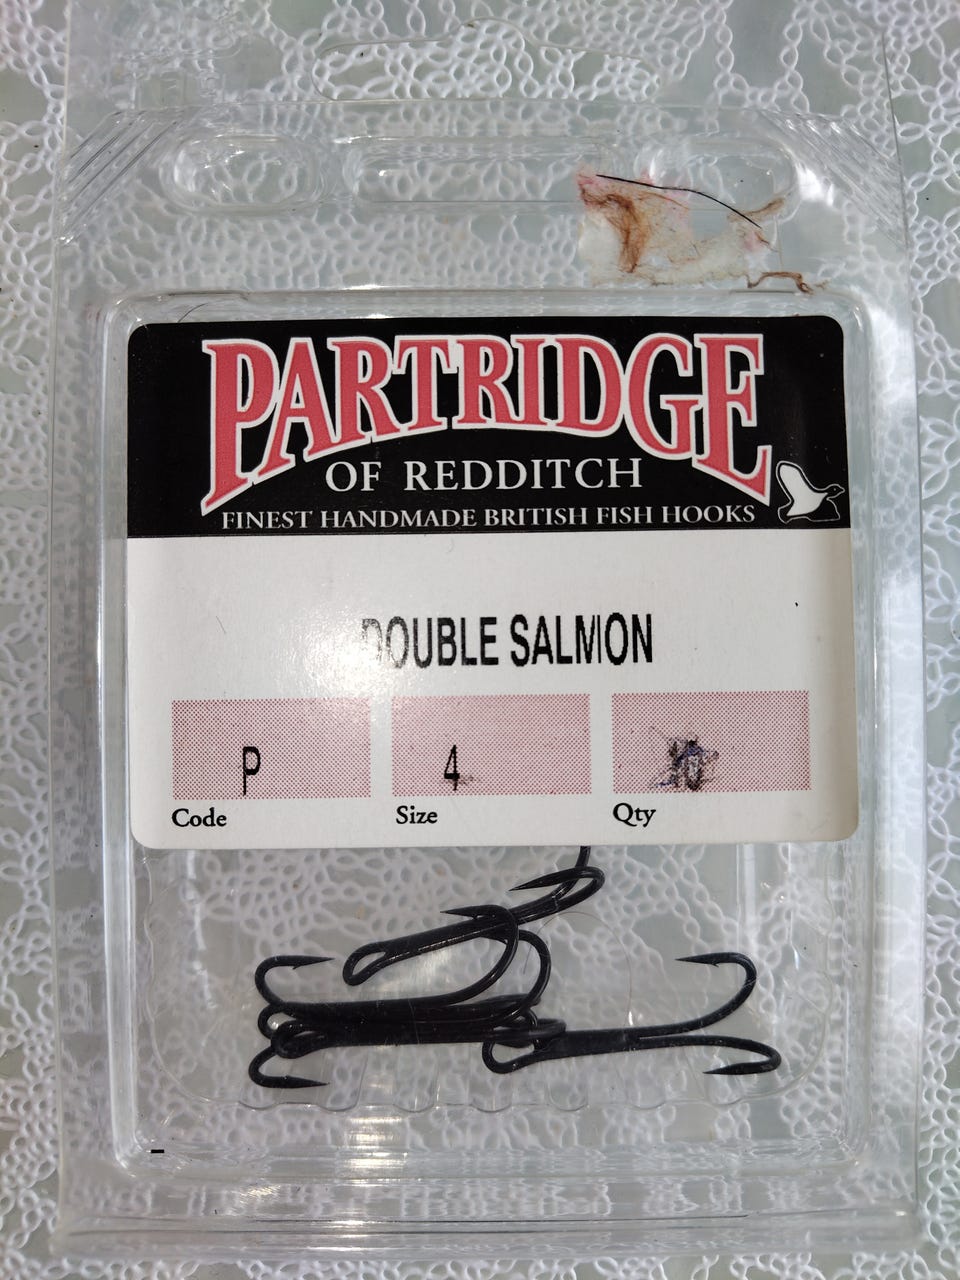 PARTRIDGE
OF REDDITCH
FINEST HANDMADE BRITISH FISH HOOKS
DOUBLE SALMON
P 4
Code Size Qty